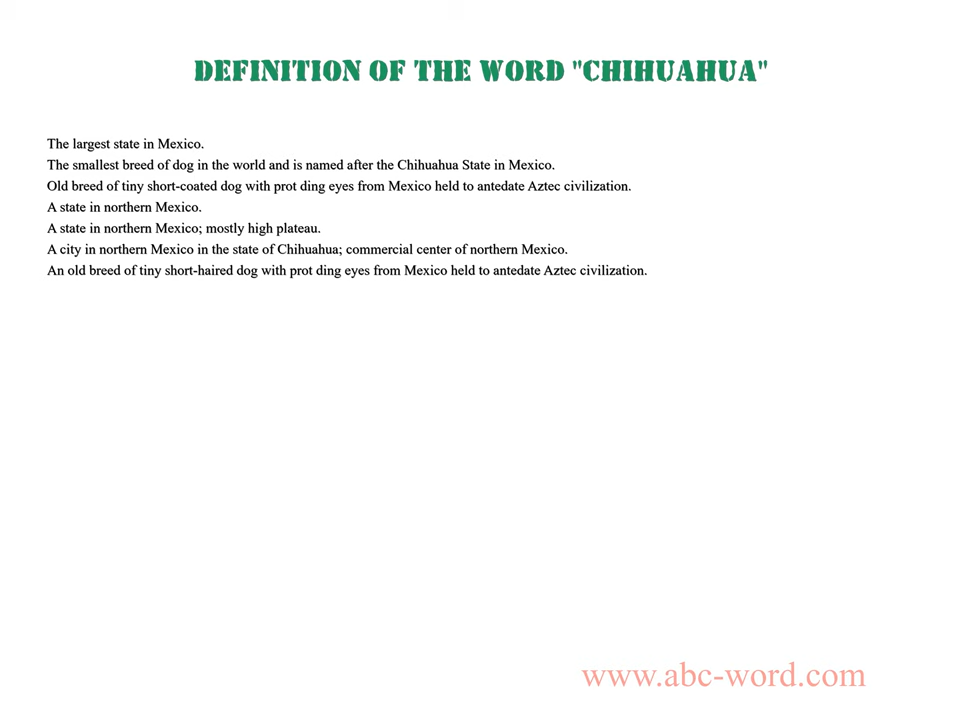 DEFINITION OF THE WORD "CHIHUAHUA"
The largest state in Mexico.
The smallest breed of dog in the world and is named after the Chihuahua State in Mexico.
Old breed of tiny short-coated dog with prot ding eyes from Mexico held to antedate Aztec civilization.
A state in northern Mexico.
A state in northern Mexico; mostly high plateau.
A city in northern Mexico in the state of Chihuahua; commercial center of northern Mexico.
An old breed of tiny short-haired dog with prot ding eyes from Mexico held to antedate Aztec civilization.
www.abc-word.com